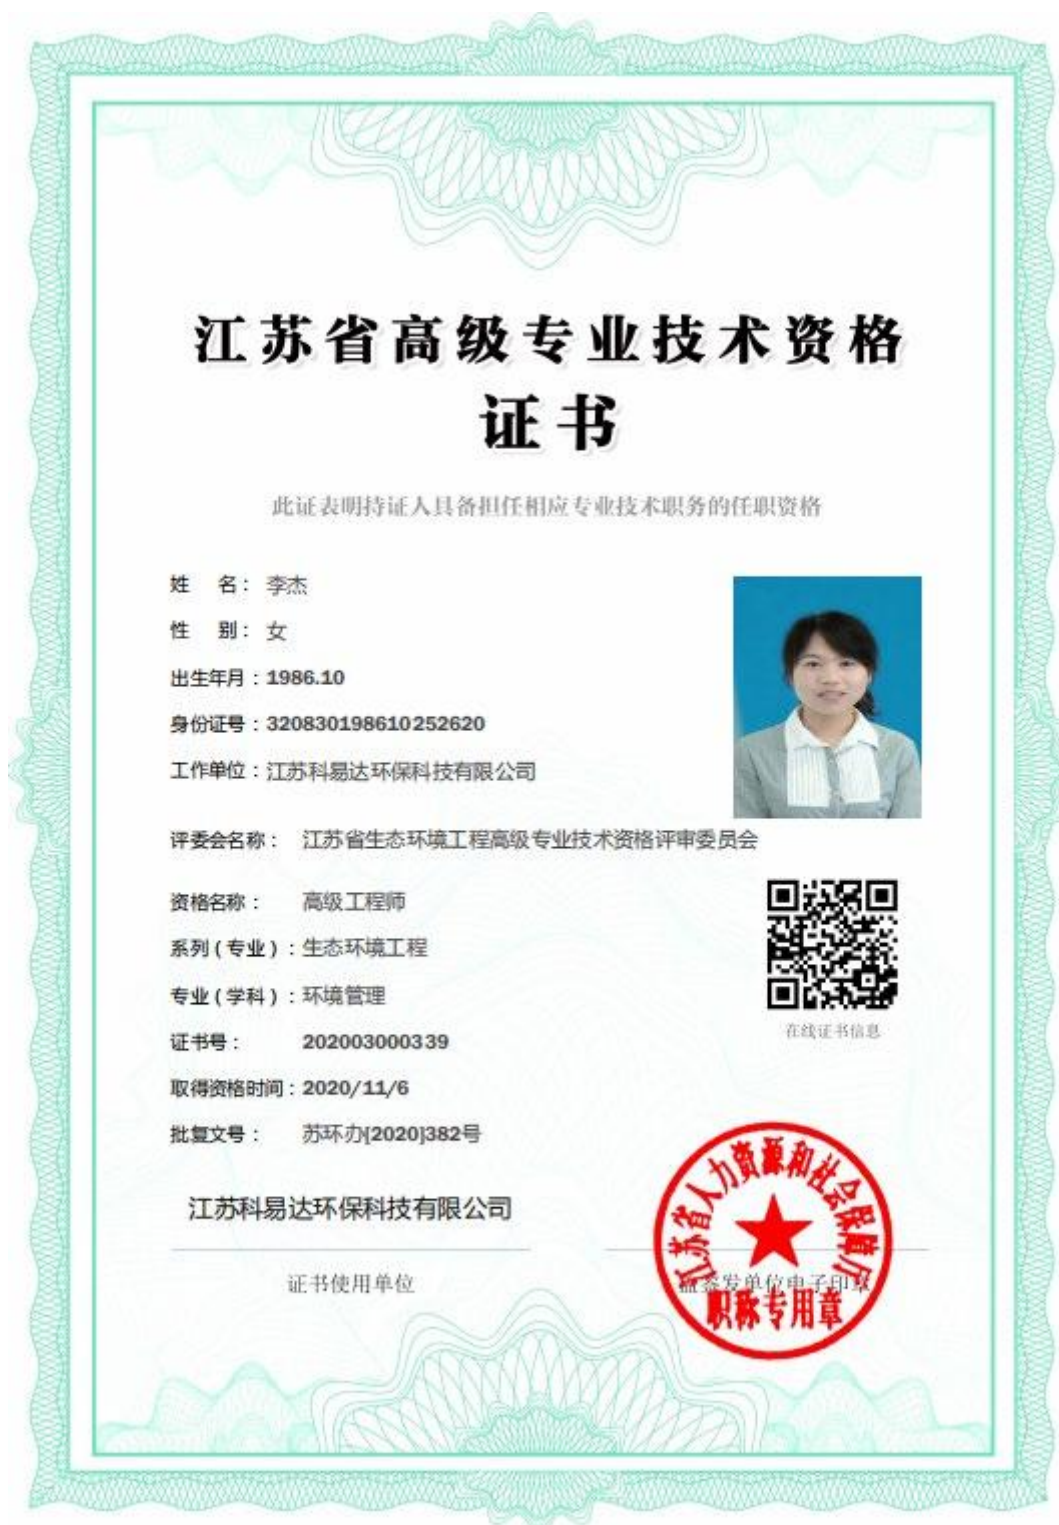 江苏省高级专业技术资格
证书
此证表明持证人具备担任相应专业技术职务的任职资格
姓 名： 李杰
性 别： 女
出生年月：1986.10
身份证号：320830198610252620
工作单位：江苏科易达环保科技有限公司
评委会名称： 江苏省生态环境工程高级专业技术资格评审委员会
资格名称： 高级工程师
系列(专业)：生态环境工程
专业(学科)：环境管理
在线证书信息
证书号： 202003000339
取得资格时间：2020/11/6
批复文号： 苏环办[2020]382号
江苏科易达环保科技有限公司
江苏省人力资源和社会保障厅
证书使用单位
盖签发单位电子印章
职称专用章